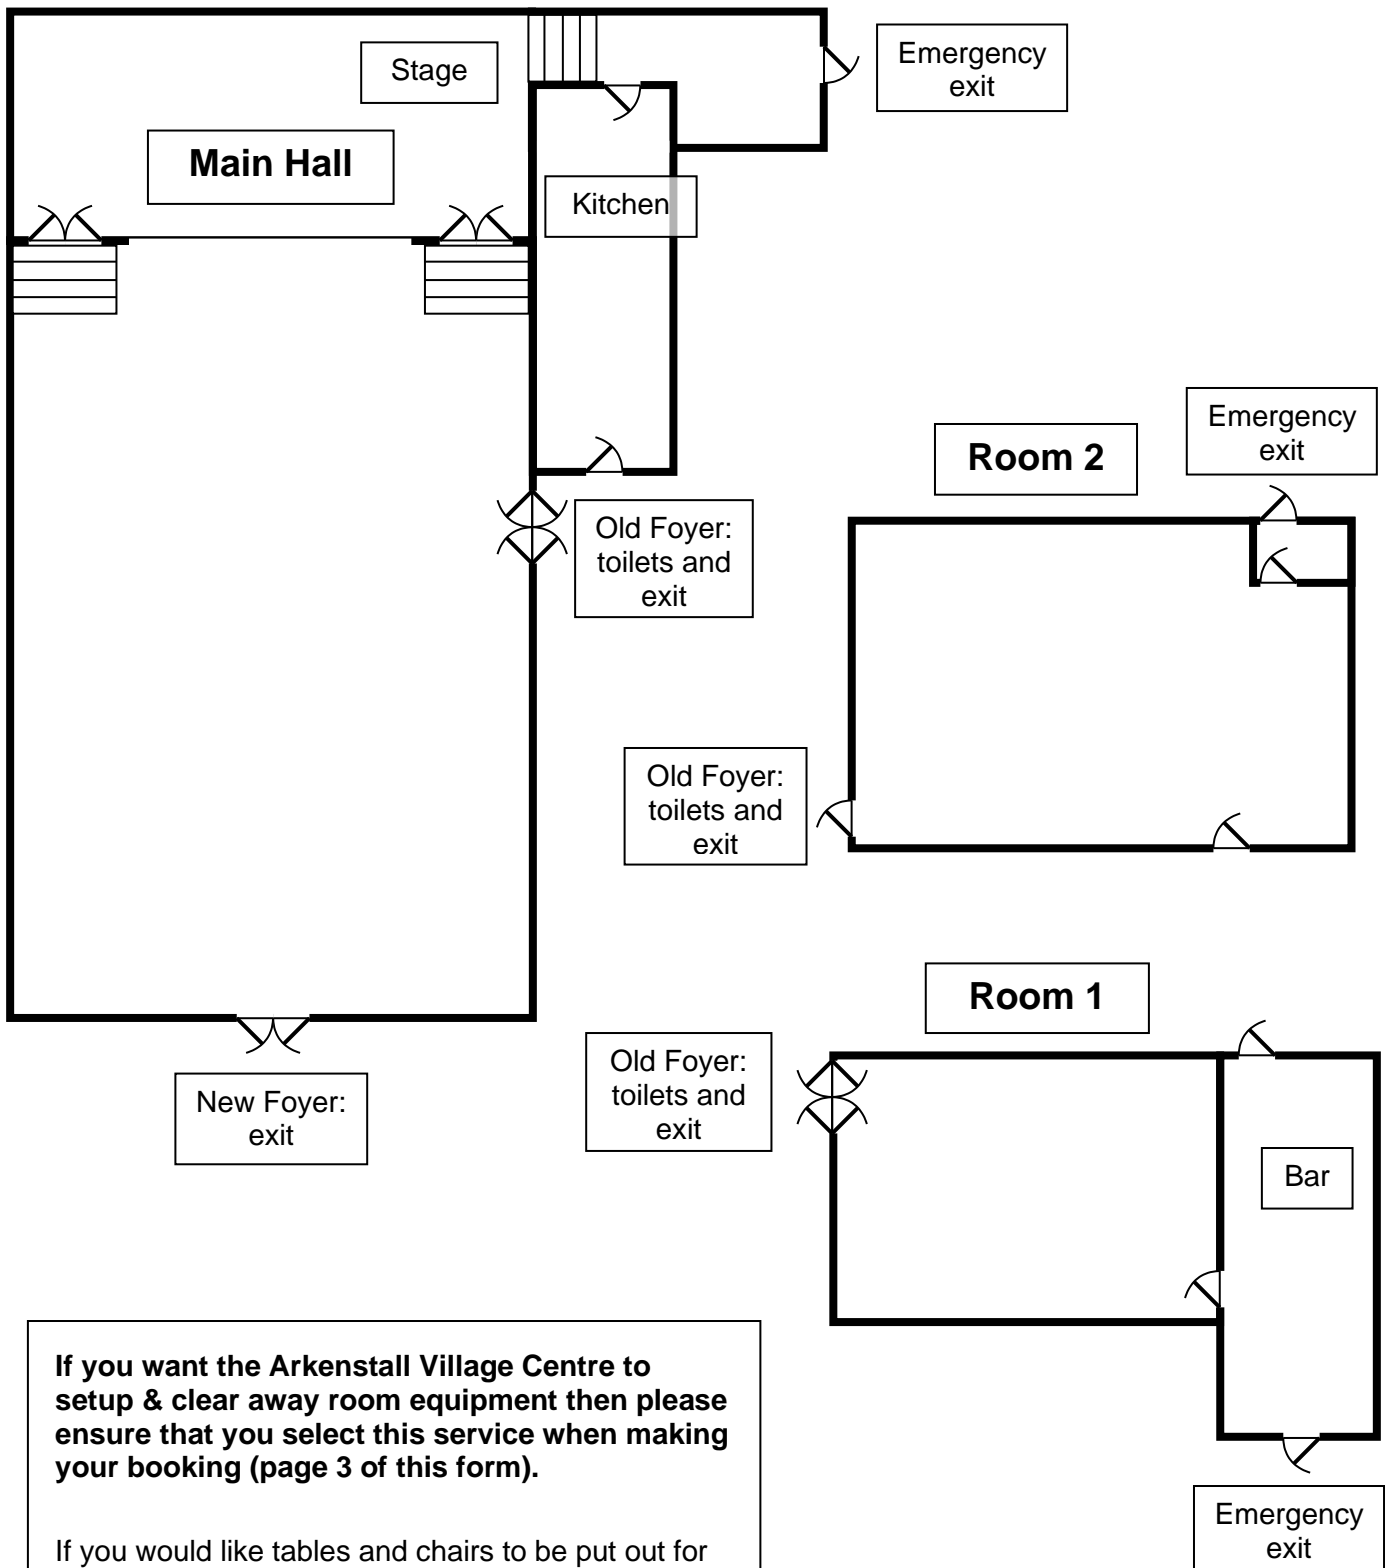 Stage
Emergency
exit
Main Hall
Kitchen
Emergency
exit
Room 2
Old Foyer:
toilets and
exit
Old Foyer:
toilets and
exit
Room 1
Old Foyer:
toilets and
exit
New Foyer:
exit
Bar
If you want the Arkenstall Village Centre to
setup & clear away room equipment then please
ensure that you select this service when making
your booking (page 3 of this form).
If you would like tables and chairs to be put out for
Emergency
exit